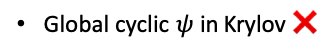 • Global cyclic ψ in Krylov ❌